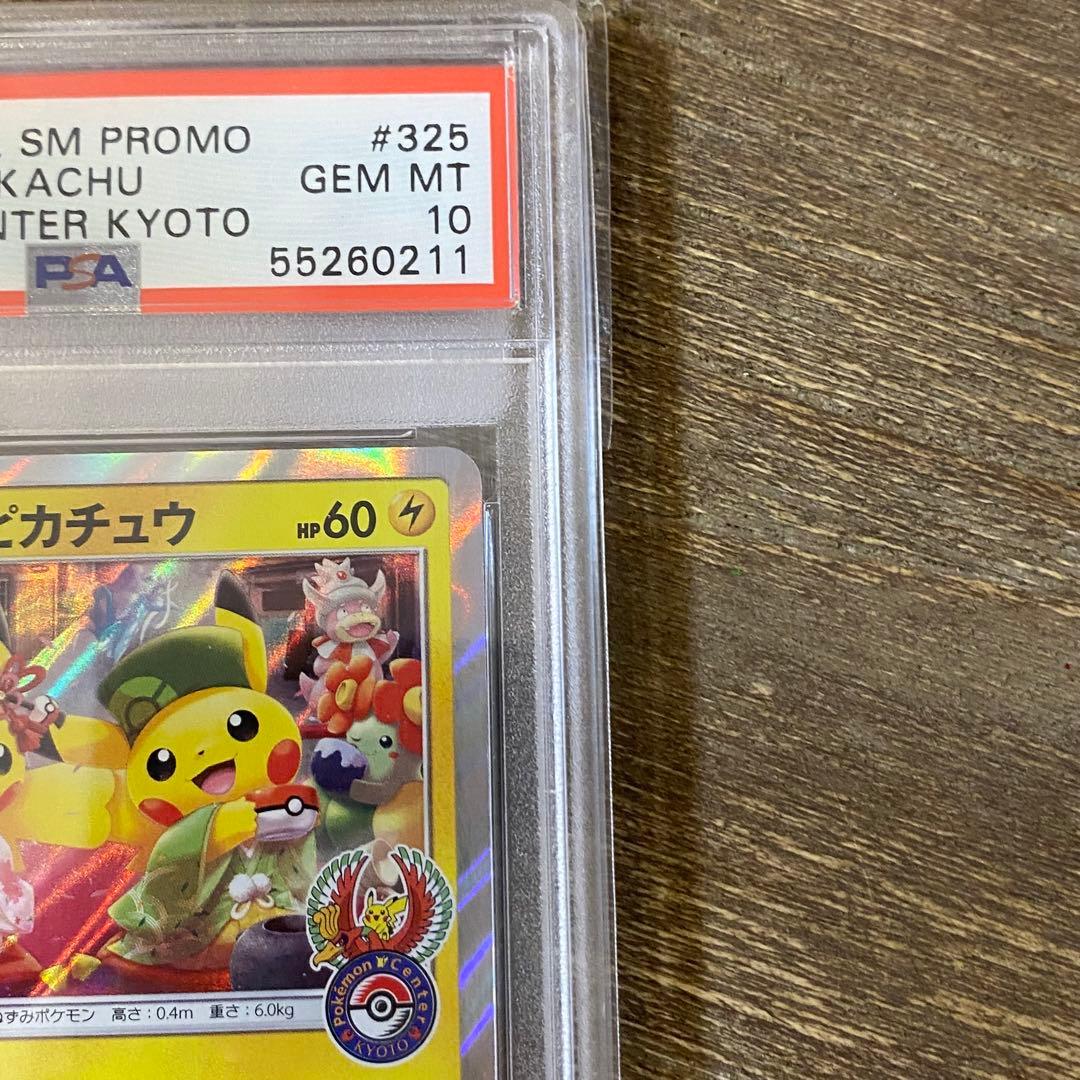 SM PROMO #325
KACHU GEM MT
NTER KYOTO 10
PSA 55260211
ピカチュウ HP60
ねずみポケモン 高さ:0.4m 重さ:6.0kg
Pokémon Center
KYOTO